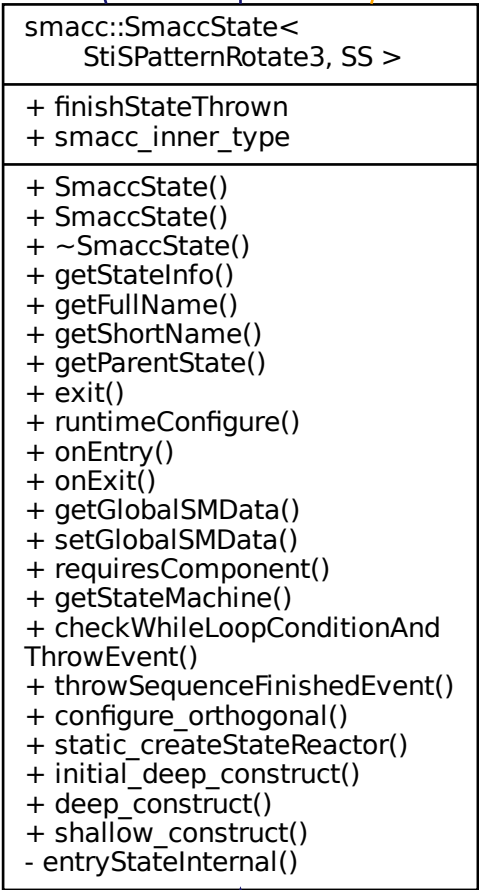 smacc::SmaccState<
StiSPatternRotate3, SS >
+ finishStateThrown
+ smacc_inner_type
+ SmaccState()
+ SmaccState()
+ ~SmaccState()
+ getStateInfo()
+ getFullName()
+ getShortName()
+ getParentState()
+ exit()
+ runtimeConfigure()
+ onEntry()
+ onExit()
+ getGlobalSMData()
+ setGlobalSMData()
+ requiresComponent()
+ getStateMachine()
+ checkWhileLoopConditionAnd
ThrowEvent()
+ throwSequenceFinishedEvent()
+ configure_orthogonal()
+ static_createStateReactor()
+ initial_deep_construct()
+ deep_construct()
+ shallow_construct()
- entryStateInternal()